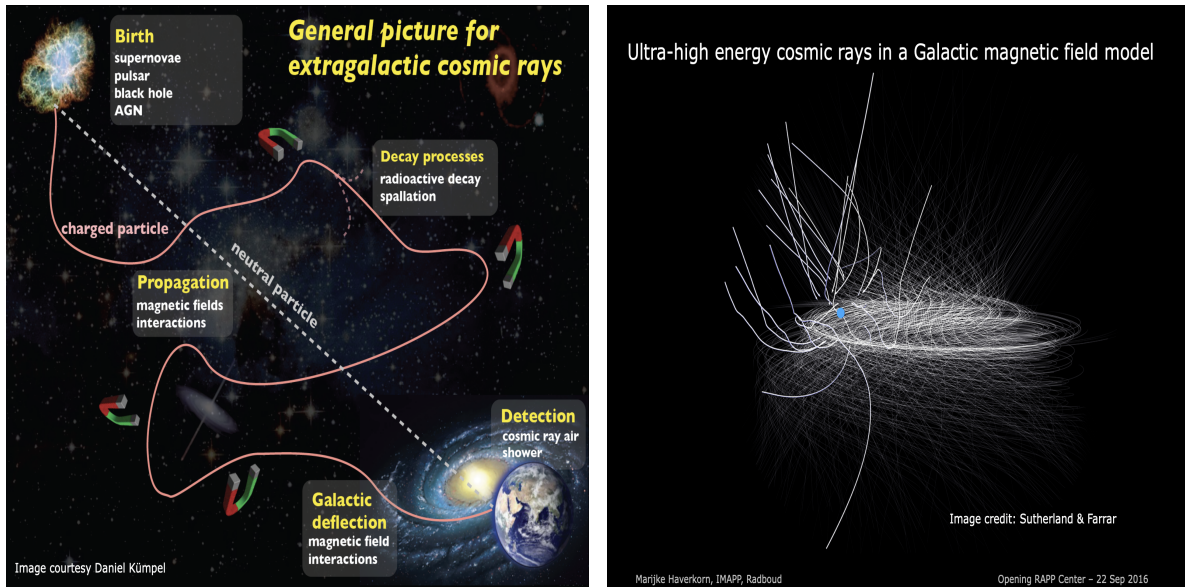 General picture for
extragalactic cosmic rays
Birth
supernovae
pulsar
black hole
AGN
Decay processes
radioactive decay
spallation
charged particle
neutral particle
Propagation
magnetic fields
interactions
Detection
cosmic ray air
shower
Galactic
deflection
magnetic field
interactions
Image courtesy Daniel Kümpel
Ultra-high energy cosmic rays in a Galactic magnetic field model
Image credit: Sutherland & Farrar
Marijke Haverkorn, IMAPP, Radboud
Opening RAPP Center – 22 Sep 2016